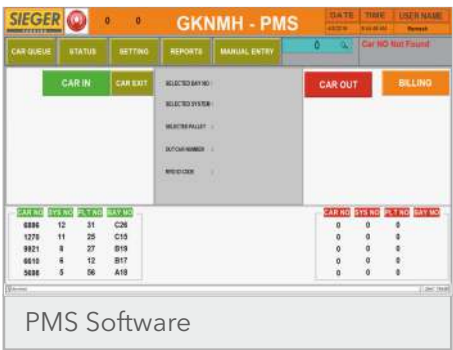 SIEGER
PARKING
0 0
GKNMH - PMS
DATE TIME USER NAME
CAR QUEUE STATUS SETTING REPORTS MANUAL ENTRY 0 Car NO Not Found
CAR IN CAR EXIT SELECTED BAY NO : CAR OUT BILLING
SELECTED SYSTEM :
SELECTED PALLET :
OUT CAR NUMBER :
RFID ID CODE :
CAR NO SYS NO PLT NO BAY NO CAR NO SYS NO PLT NO BAY NO
6886 12 31 C26 0 0 0
1270 11 25 C15 0 0 0
9921 8 27 B19 0 0 0
6610 6 12 B17 0 0 0
5688 5 56 A18 0 0 0
PMS Software